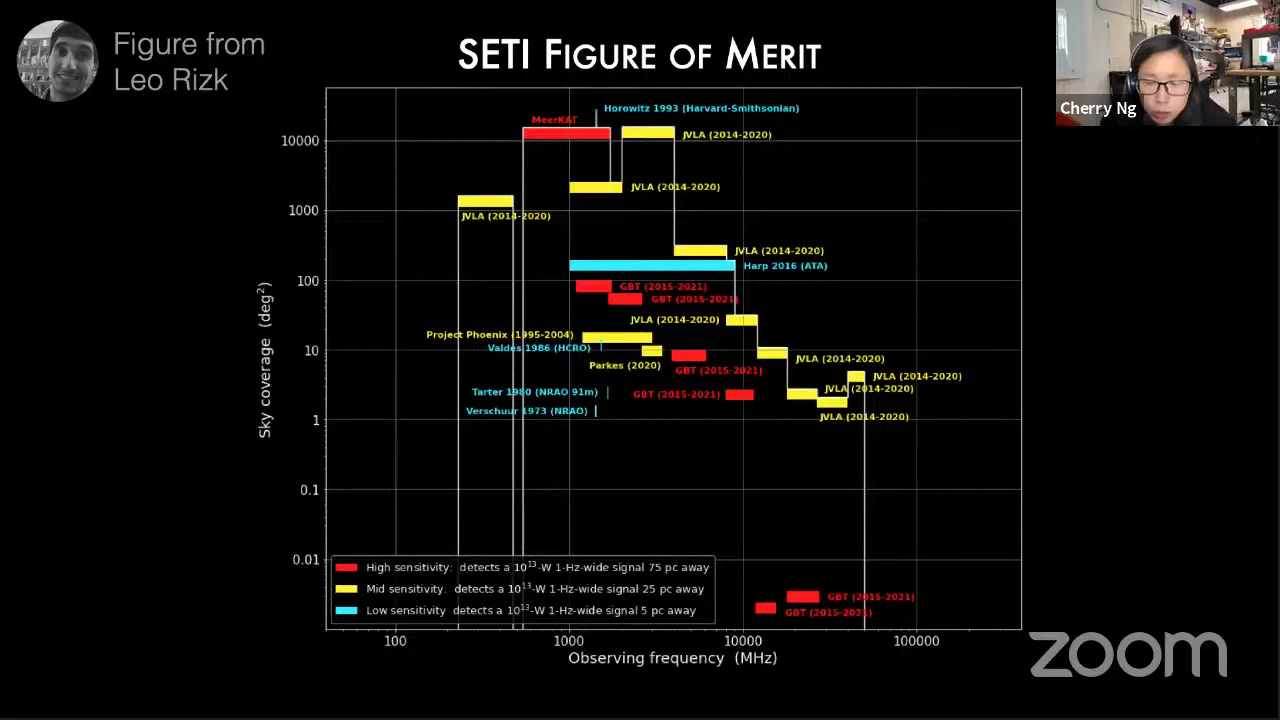 Figure from
Leo Rizk
SETI FIGURE OF MERIT
Cherry Ng
Horowitz 1993 (Harvard-Smithsonian)
MeerKAT
JVLA (2014-2020)
JVLA (2014-2020)
JVLA (2014-2020)
JVLA (2014-2020)
Harp 2016 (ATA)
GBT (2015-2021)
GBT (2015-2021)
JVLA (2014-2020)
Project Phoenix (1995-2004)
Valdes 1986 (HCRO)
Parkes (2020)
GBT (2015-2021)
JVLA (2014-2020)
JVLA (2014-2020)
JVLA (2014-2020)
Tarter 1980 (NRAO 91m)
GBT (2015-2021)
Verschuur 1973 (NRAO)
JVLA (2014-2020)
GBT (2015-2021)
GBT (2015-2021)
10000
1000
100
10
1
0.1
0.01
Sky coverage (deg²)
High sensitivity: detects a 10¹³-W 1-Hz-wide signal 75 pc away
Mid sensitivity: detects a 10¹³-W 1-Hz-wide signal 25 pc away
Low sensitivity detects a 10¹³-W 1-Hz-wide signal 5 pc away
100 1000 10000 100000
Observing frequency (MHz)
zoom